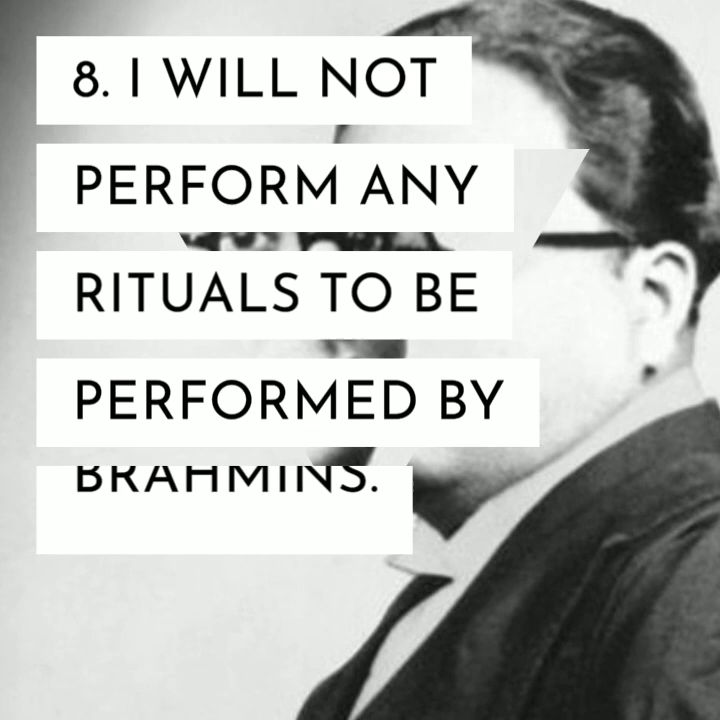 8. I WILL NOT
PERFORM ANY
RITUALS TO BE
PERFORMED BY
BRAHMINS.